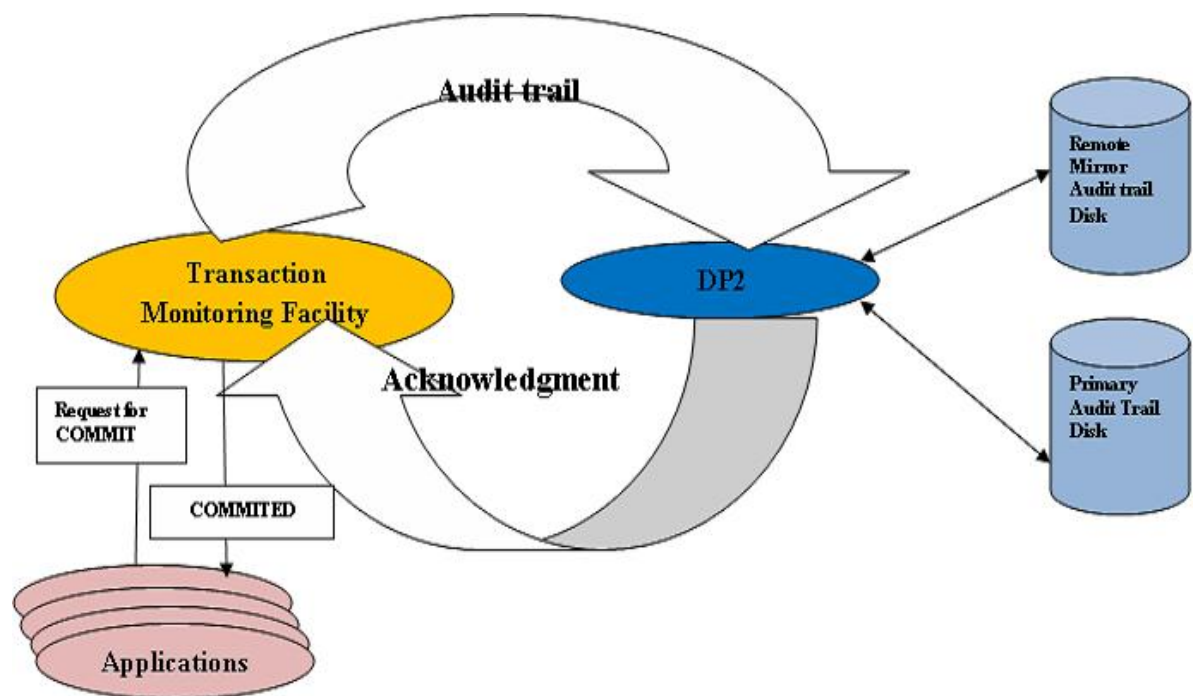 Audit trail
Remote
Mirror
Audit trail
Disk
Transaction
Monitoring Facility
DP2
Acknowledgment
Primary
Audit Trail
Disk
Request for
COMMIT
COMMITED
Applications